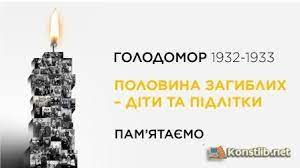 ГОЛОДОМОР 1932-1933
ПОЛОВИНА ЗАГИБЛИХ
– ДІТИ ТА ПІДЛІТКИ
ПАМ'ЯТАЄМО
Konstlib.net